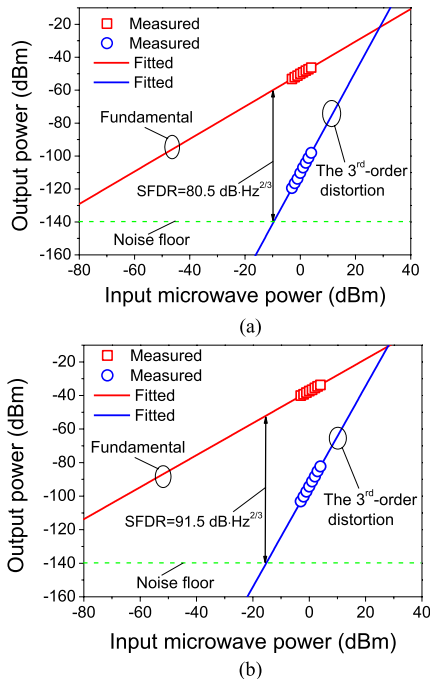 -20
-40
-60
-80
-100
-120
-140
-160
Output power (dBm)
Measured
Measured
Fitted
Fitted
Fundamental
SFDR=80.5 dB·Hz^2/3
The 3rd-order
distortion
Noise floor
-80 -60 -40 -20 0 20 40
Input microwave power (dBm)
(a)
-20
-40
-60
-80
-100
-120
-140
-160
Output power (dBm)
Measured
Measured
Fitted
Fitted
Fundamental
SFDR=91.5 dB·Hz^2/3
The 3rd-order
distortion
Noise floor
-80 -60 -40 -20 0 20 40
Input microwave power (dBm)
(b)